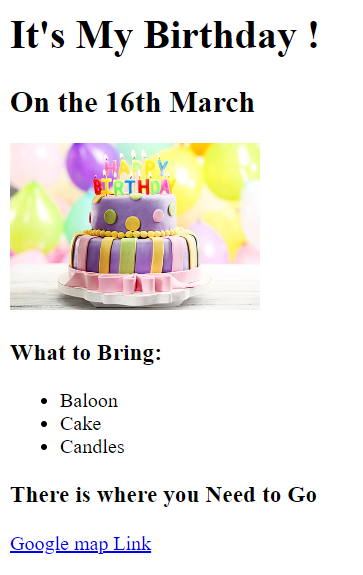 It's My Birthday !
On the 16th March
HAPPY
BIRTHDAY
What to Bring:
Baloon
Cake
Candles
There is where you Need to Go
Google map Link